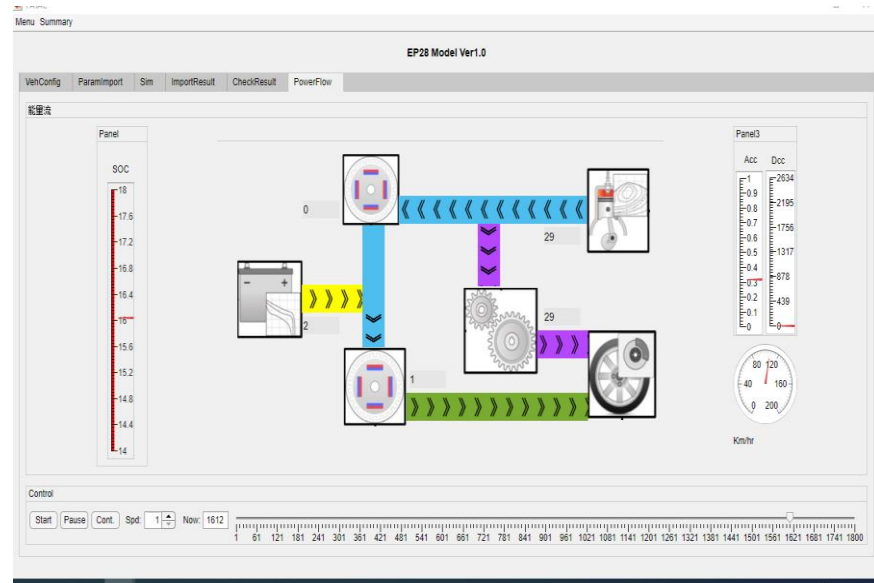 Menu Summary
EP28 Model Ver1.0
VehConfig ParamImport Sim ImportResult CheckResult PowerFlow
能量流
Panel
SOC
18
17.6
17.2
16.8
16.4
16
15.6
15.2
14.8
14.4
14
0
29
2
29
1
Panel3
Acc Dcc
1 2634
0.9
0.8 2195
0.7
0.6 1756
0.5 1317
0.4
0.3 878
0.2 439
0.1
0 0
80 120
40 160
0 200
Km/hr
Control
Start Pause Cont. Spd: 1 Now: 1612
1 61 121 181 241 301 361 421 481 541 601 661 721 781 841 901 961 1021 1081 1141 1201 1261 1321 1381 1441 1501 1561 1621 1681 1741 1800